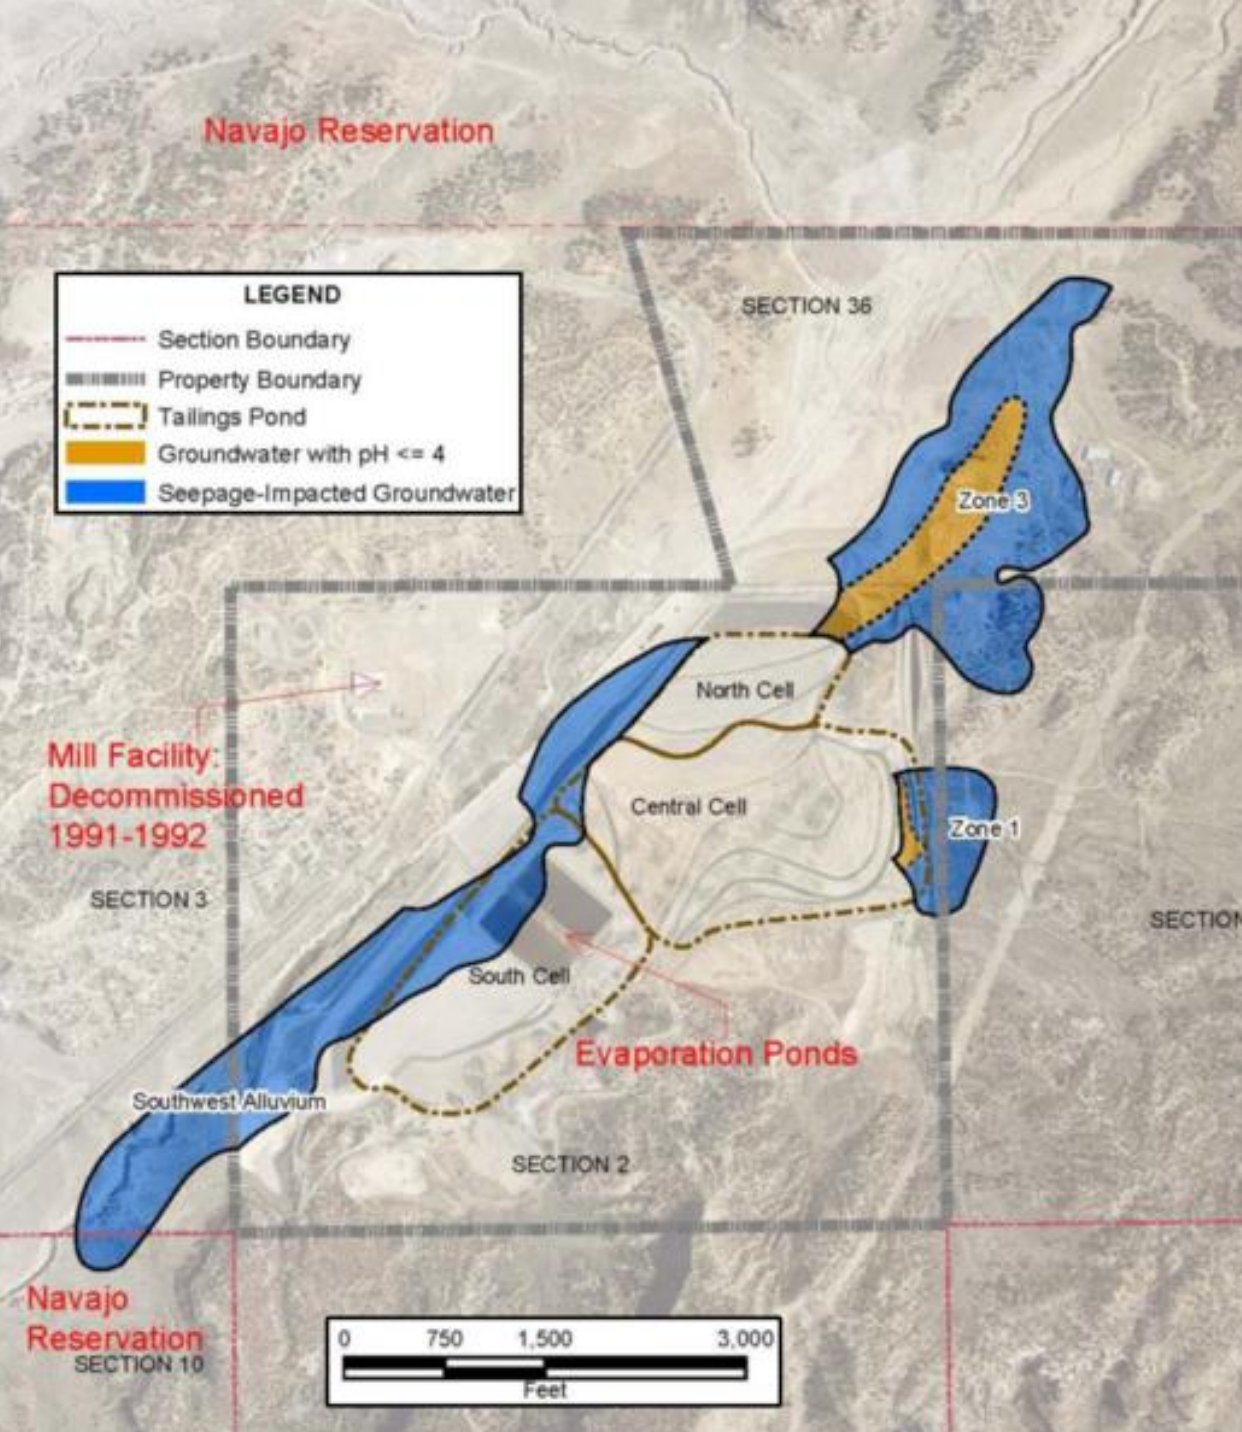 Navajo Reservation
SECTION 36
LEGEND
Section Boundary
Property Boundary
Tailings Pond
Groundwater with pH <= 4
Seepage-Impacted Groundwater
Zone 3
North Cell
Mill Facility:
Decommissioned
1991-1992
Central Cell
Zone 1
SECTION 3
SECTION
South Cell
Evaporation Ponds
Southwest Alluvium
SECTION 2
Navajo
Reservation
SECTION 10
0 750 1,500 3,000
Feet